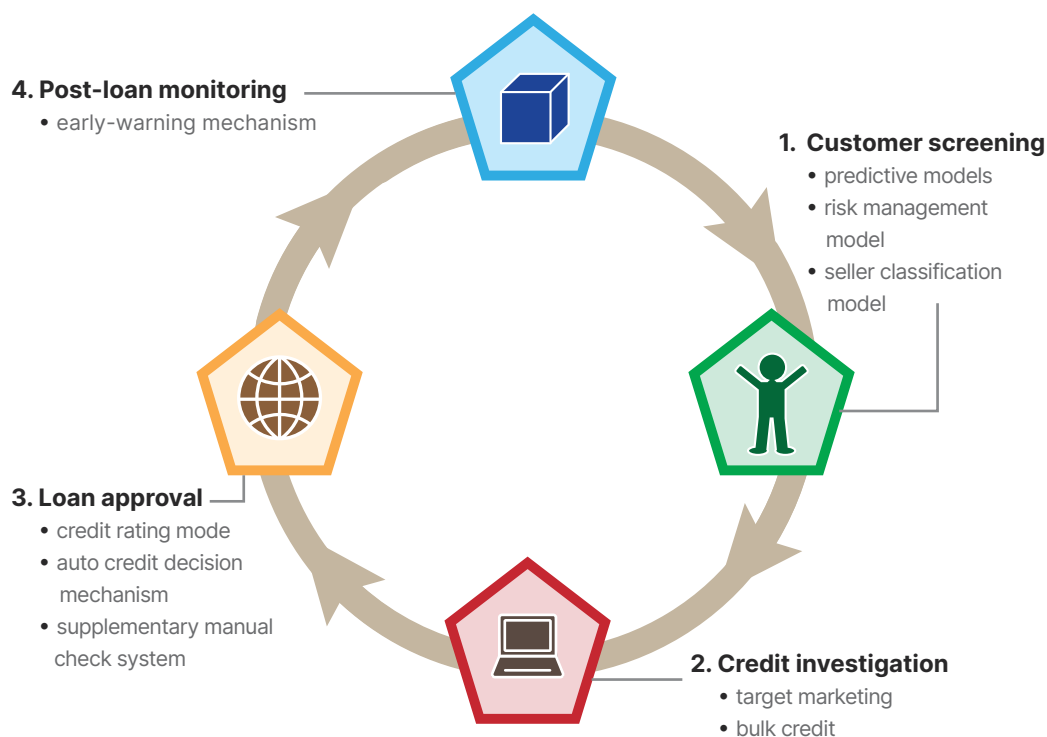 4. Post-loan monitoring
• early-warning mechanism
1. Customer screening
• predictive models
• risk management
model
• seller classification
model
3. Loan approval
• credit rating mode
• auto credit decision
mechanism
• supplementary manual
check system
2. Credit investigation
• target marketing
• bulk credit